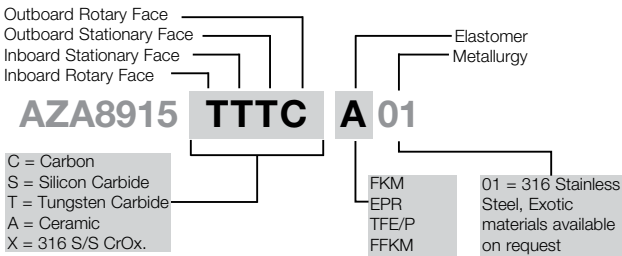 Outboard Rotary Face
Outboard Stationary Face
Inboard Stationary Face
Inboard Rotary Face
Elastomer
Metallurgy
AZA8915 TTTC A 01
C = Carbon
S = Silicon Carbide
T = Tungsten Carbide
A = Ceramic
X = 316 S/S CrOx.
FKM
EPR
TFE/P
FFKM
01 = 316 Stainless
Steel, Exotic
materials available
on request